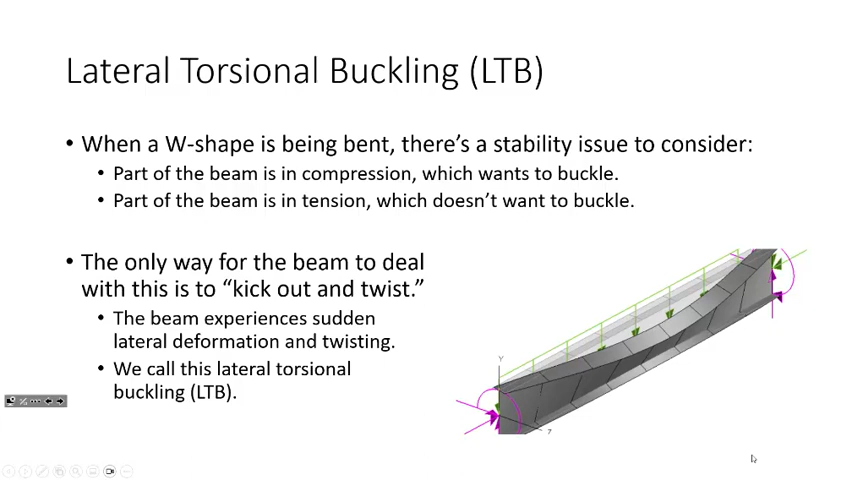 Lateral Torsional Buckling (LTB)
• When a W-shape is being bent, there's a stability issue to consider:
• Part of the beam is in compression, which wants to buckle.
• Part of the beam is in tension, which doesn't want to buckle.
• The only way for the beam to deal
with this is to “kick out and twist.”
• The beam experiences sudden
lateral deformation and twisting.
• We call this lateral torsional
buckling (LTB).
Y
Z